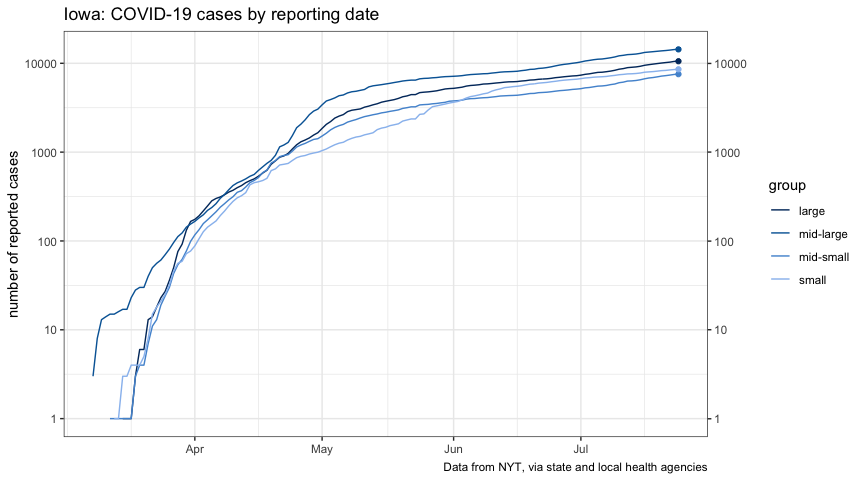 Iowa: COVID-19 cases by reporting date
number of reported cases
10000
1000
100
10
1
10000
1000
100
10
1
Apr May Jun Jul
Data from NYT, via state and local health agencies
group
large
mid-large
mid-small
small